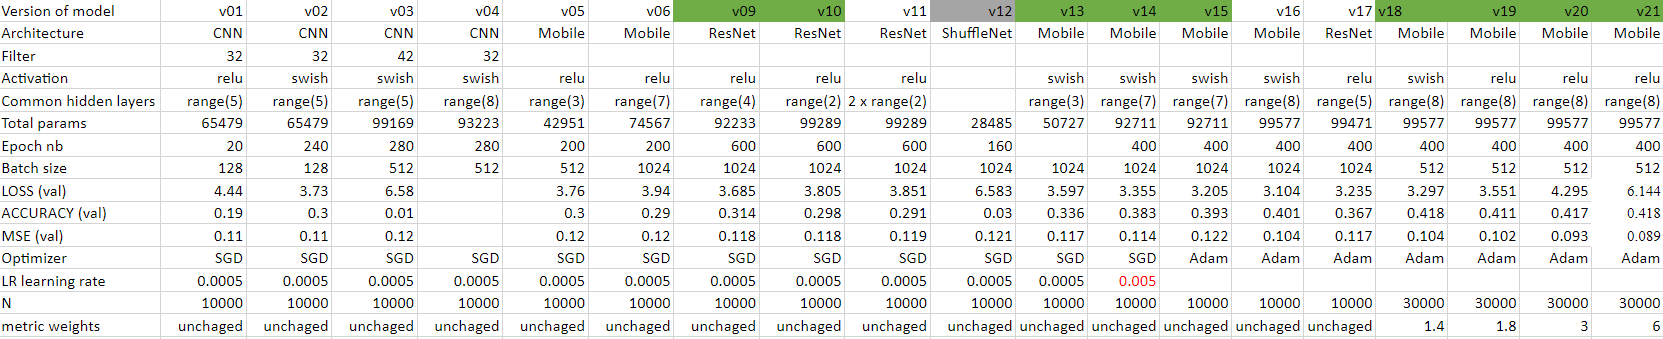 Version of model v01 v02 v03 v04 v05 v06 v09 v10 v11 v12 v13 v14 v15 v16 v17 v18 v19 v20 v21
Architecture CNN CNN CNN CNN Mobile Mobile ResNet ResNet ResNet ShuffleNet Mobile Mobile Mobile Mobile ResNet Mobile Mobile Mobile Mobile
Filter 32 32 42 32
Activation relu swish swish swish relu relu relu relu relu swish swish swish swish relu swish relu relu relu
Common hidden layers range(5) range(5) range(5) range(8) range(3) range(7) range(4) range(2) 2 x range(2) range(3) range(7) range(7) range(8) range(5) range(8) range(8) range(8) range(8)
Total params 65479 65479 99169 93223 42951 74567 92233 99289 99289 28485 50727 92711 92711 99577 99471 99577 99577 99577 99577
Epoch nb 20 240 280 280 200 200 600 600 600 160 400 400 400 400 400 400 400 400
Batch size 128 128 512 512 512 1024 1024 1024 1024 1024 1024 1024 1024 1024 1024 512 512 512 512
LOSS (val) 4.44 3.73 6.58 3.76 3.94 3.685 3.805 3.851 6.583 3.597 3.355 3.205 3.104 3.235 3.297 3.551 4.295 6.144
ACCURACY (val) 0.19 0.3 0.01 0.3 0.29 0.314 0.298 0.291 0.03 0.336 0.383 0.393 0.401 0.367 0.418 0.411 0.417 0.418
MSE (val) 0.11 0.11 0.12 0.12 0.12 0.118 0.118 0.119 0.121 0.117 0.114 0.122 0.104 0.117 0.104 0.102 0.093 0.089
Optimizer SGD SGD SGD SGD SGD SGD SGD SGD SGD SGD SGD SGD Adam Adam Adam Adam Adam Adam Adam
LR learning rate 0.0005 0.0005 0.0005 0.0005 0.0005 0.0005 0.0005 0.0005 0.0005 0.0005 0.0005 0.005
N 10000 10000 10000 10000 10000 10000 10000 10000 10000 10000 10000 10000 10000 10000 10000 30000 30000 30000 30000
metric weights unchaged unchaged unchaged unchaged unchaged unchaged unchaged unchaged unchaged unchaged unchaged unchaged unchaged unchaged unchaged 1.4 1.8 3 6